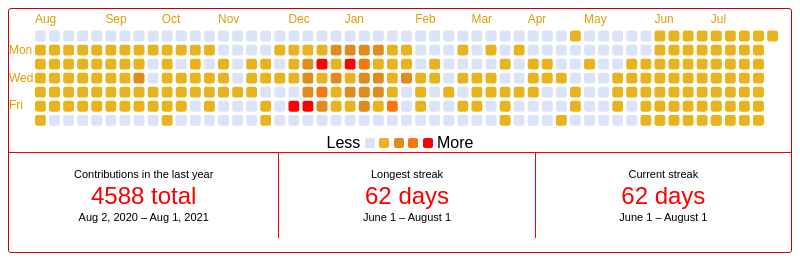 Aug Sep Oct Nov Dec Jan Feb Mar Apr May Jun Jul
Mon
Wed
Fri
Less More
Contributions in the last year
4588 total
Aug 2, 2020 – Aug 1, 2021
Longest streak
62 days
June 1 – August 1
Current streak
62 days
June 1 – August 1